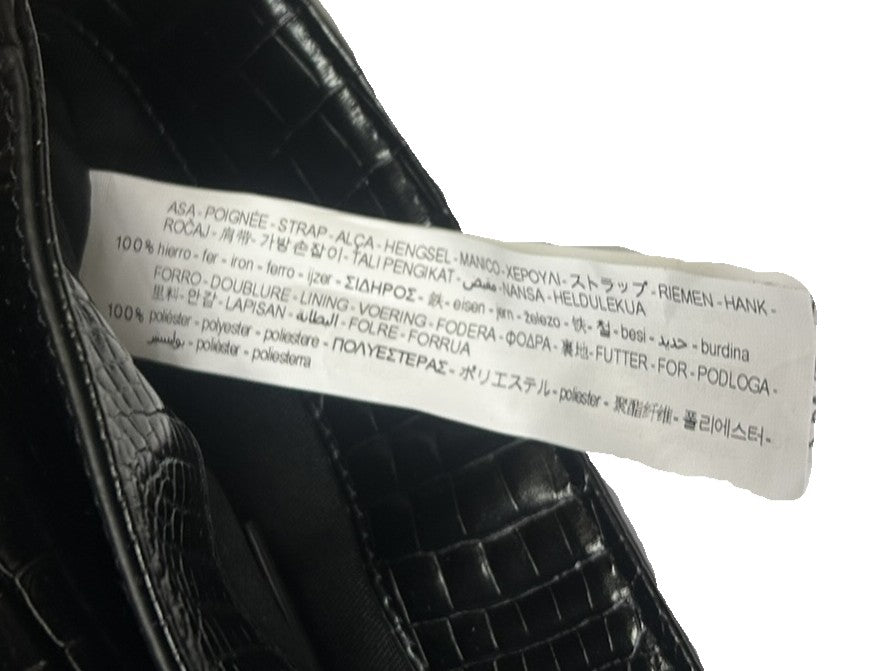 ASA - POIGNÉE - STRAP - ALÇA - HENGSEL - MANICO - ΧΕΡΟΥΛΙ - ストラップ - RIEMEN - HANK -
ROČAJ - 肩带 - 가방 손잡이 - TALI PENGIKAT - مقبض - NANSA - HELDULEKUA
100% hierro - fer - iron - ferro - ijzer - ΣΙΔΗΡΟΣ - 鉄 - eisen - jern - železo - 铁 - 철 - besi - حديد - burdina
FORRO - DOUBLURE - LINING - VOERING - FODERA - ΦΟΔΡΑ - 裏地 - FUTTER - FOR - PODLOGA -
里料 - 안감 - LAPISAN - البطانة - FOLRE - FORRUA
100% poliéster - polyester - poliestere - ΠΟΛΥΕΣΤΕΡΑΣ - ポリエステル - poliester - 聚酯纤维 - 폴리에스터 -
بوليستر - polièster - poliesterra